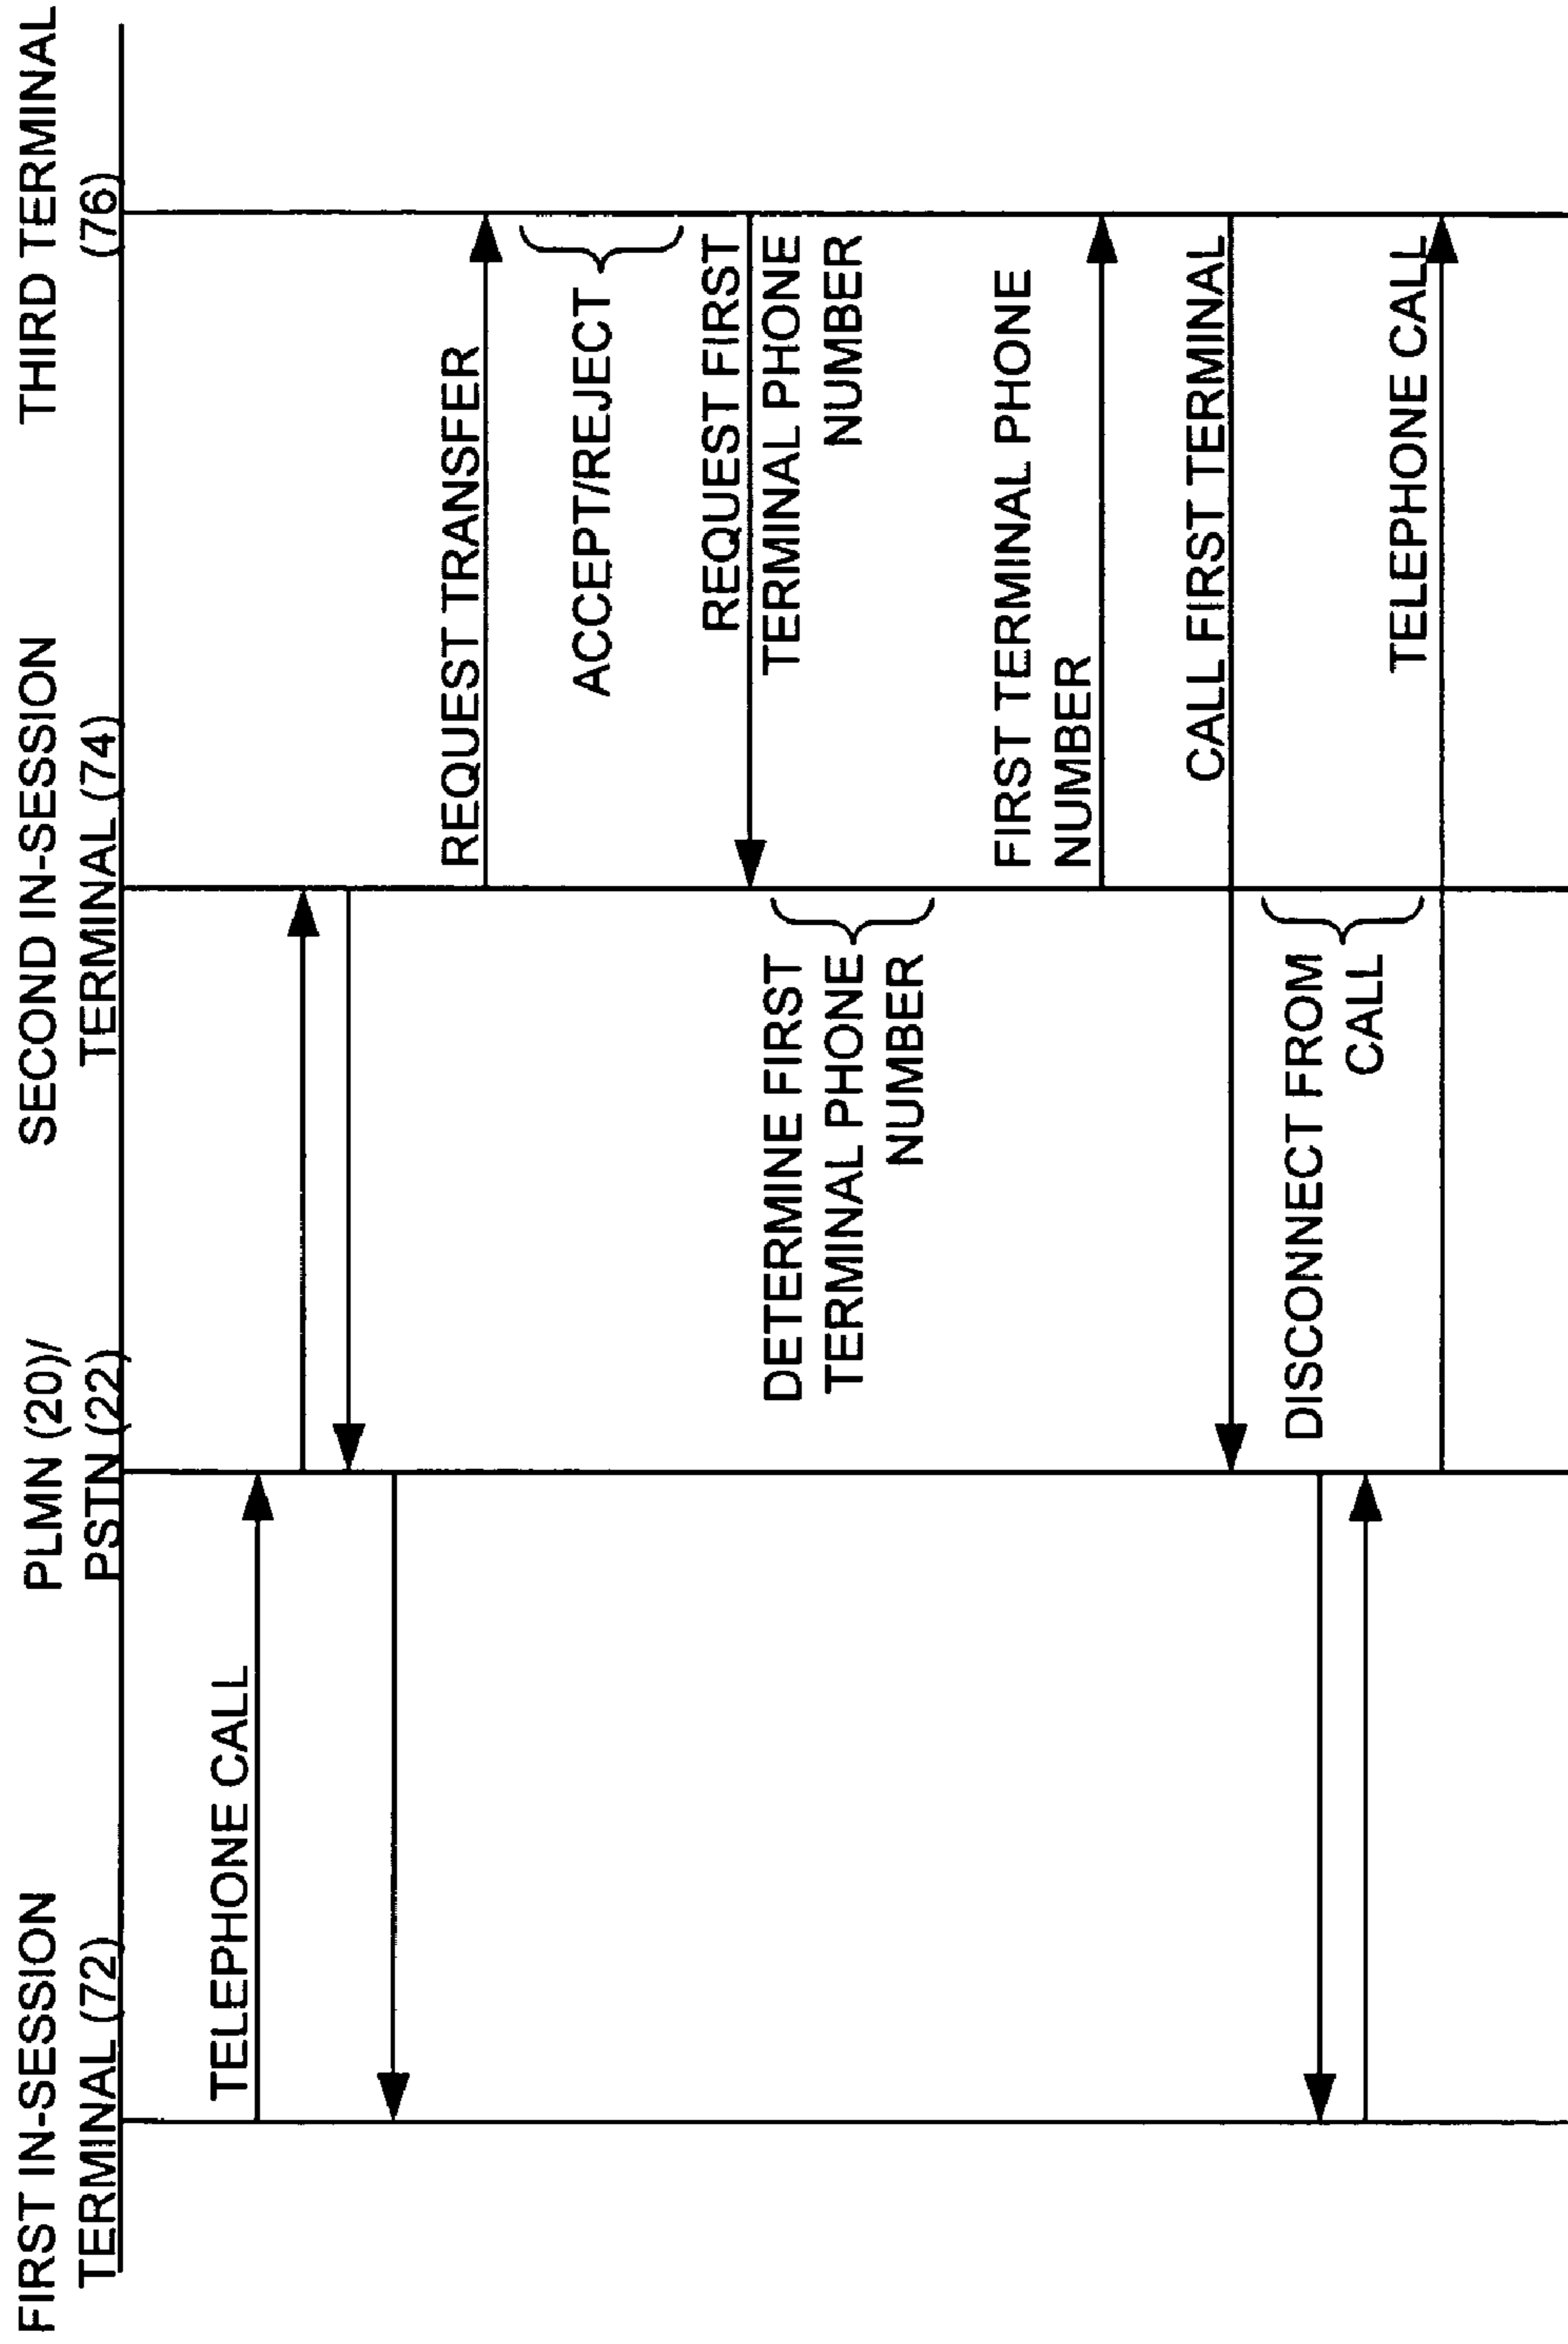 FIRST IN-SESSION
TERMINAL (72)
PLMN (20)/
PSTN (22)
SECOND IN-SESSION
TERMINAL (74)
THIRD TERMINAL
(76)
TELEPHONE CALL
REQUEST TRANSFER
ACCEPT/REJECT
REQUEST FIRST
TERMINAL PHONE
NUMBER
DETERMINE FIRST
TERMINAL PHONE
NUMBER
FIRST TERMINAL PHONE
NUMBER
CALL FIRST TERMINAL
DISCONNECT FROM
CALL
TELEPHONE CALL